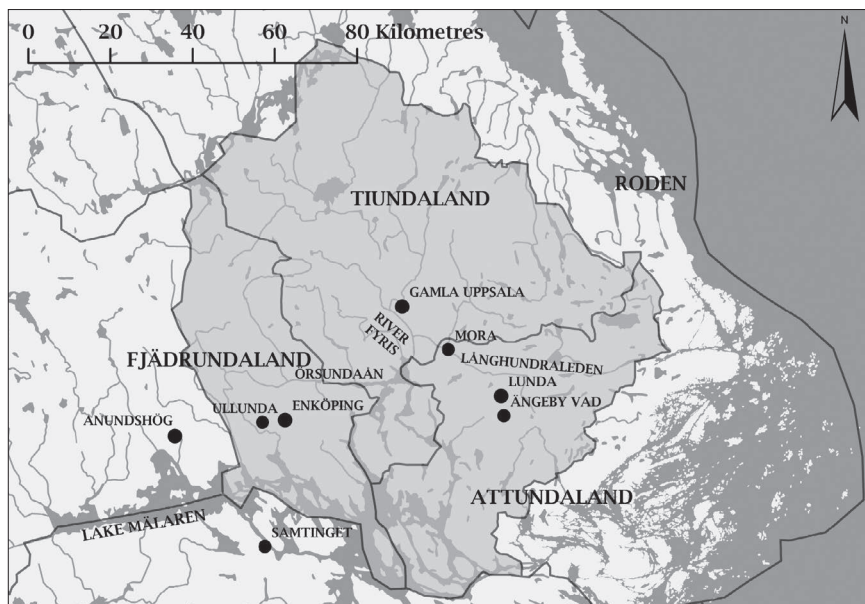 0 20 40 60 80 Kilometres
N
RODEN
TIUNDALAND
GAMLA UPPSALA
RIVER
FYRIS
MORA
LÅNGHUNDRALEDEN
FJÄDRUNDALAND
ÖRSUNDAÅN
LUNDA
ULLUNDA
ENKÖPING
ÄNGEBY VAD
ANUNDSHÖG
ATTUNDALAND
LAKE MÄLAREN
SAMTINGET